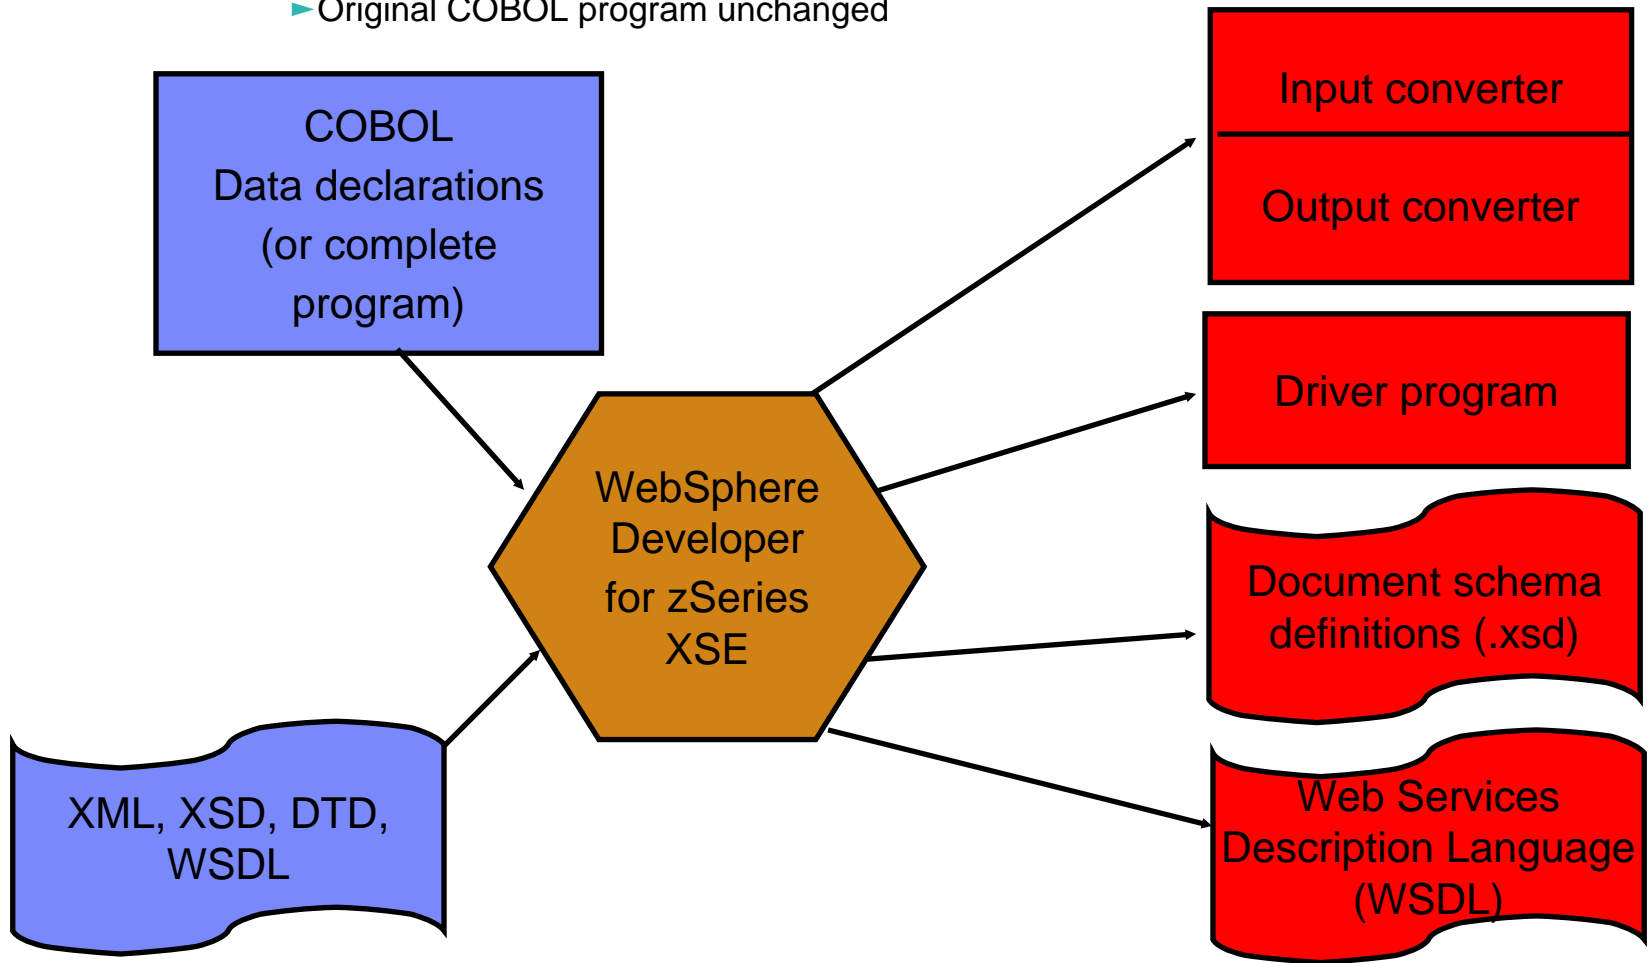 ►Original COBOL program unchanged
COBOL
Data declarations
(or complete
program)
Input converter
Output converter
Driver program
WebSphere
Developer
for zSeries
XSE
Document schema
definitions (.xsd)
XML, XSD, DTD,
WSDL
Web Services
Description Language
(WSDL)